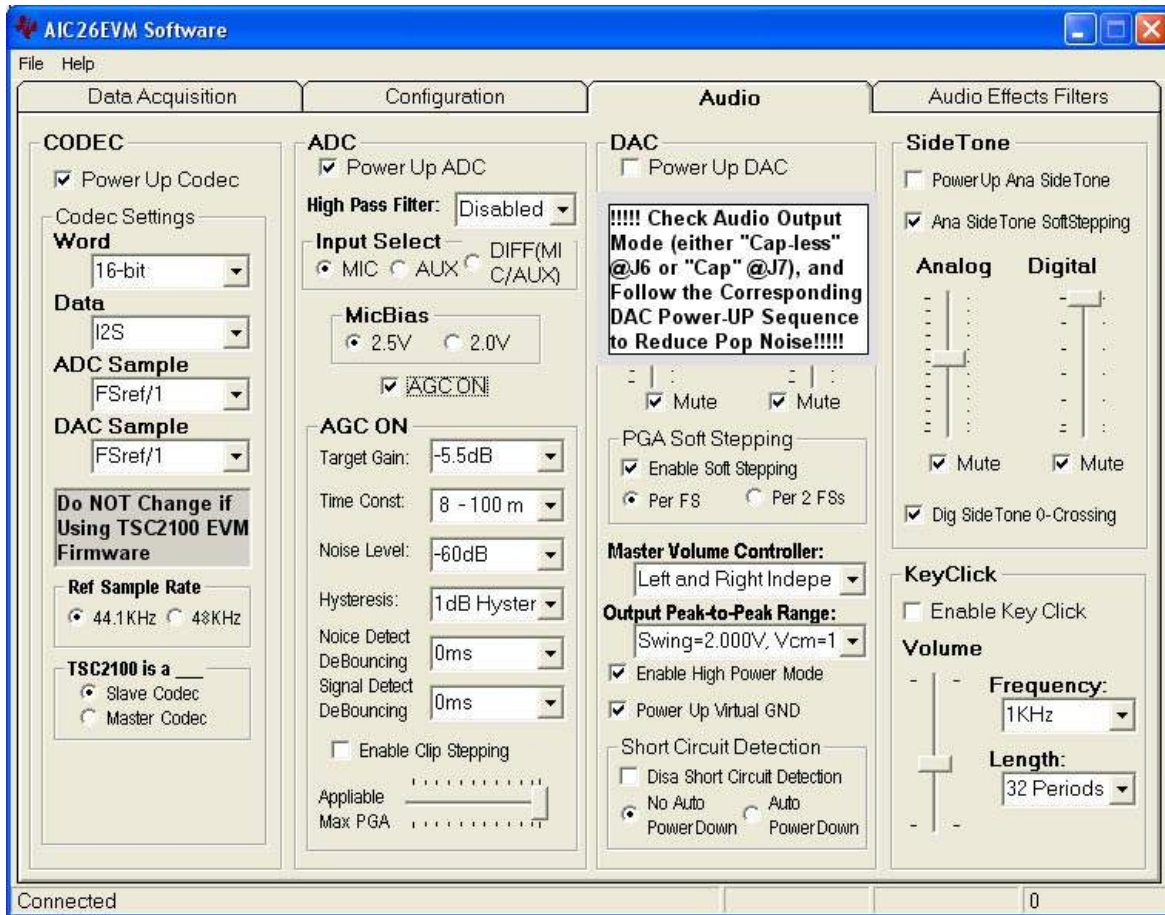 AIC26EVM Software
File Help
Data Acquisition
Configuration
Audio
Audio Effects Filters
CODEC
Power Up Codec
Codec Settings
Word
16-bit
Data
I2S
ADC Sample
FSref/1
DAC Sample
FSref/1
Do NOT Change if
Using TSC2100 EVM
Firmware
Ref Sample Rate
44.1KHz 48KHz
TSC2100 is a ___
Slave Codec
Master Codec
ADC
Power Up ADC
High Pass Filter: Disabled
Input Select
MIC AUX DIFF(MI
C/AUX)
MicBias
2.5V 2.0V
AGC ON
AGC ON
Target Gain: -5.5dB
Time Const: 8 - 100 m
Noise Level: -60dB
Hysteresis: 1dB Hyster
Noice Detect
DeBouncing 0ms
Signal Detect
DeBouncing 0ms
Enable Clip Stepping
Appliable
Max PGA
DAC
Power Up DAC
!!!!! Check Audio Output
Mode (either "Cap-less"
@J6 or "Cap" @J7), and
Follow the Corresponding
DAC Power-UP Sequence
to Reduce Pop Noise!!!!!
Mute Mute
PGA Soft Stepping
Enable Soft Stepping
Per FS Per 2 FSs
Master Volume Controller:
Left and Right Indepe
Output Peak-to-Peak Range:
Swing=2.000V, Vcm=1
Enable High Power Mode
Power Up Virtual GND
Short Circuit Detection
Disa Short Circuit Detection
No Auto
PowerDown
Auto
PowerDown
SideTone
PowerUp Ana SideTone
Ana SideTone SoftStepping
Analog Digital
Mute Mute
Dig SideTone 0-Crossing
KeyClick
Enable Key Click
Volume
Frequency:
1KHz
Length:
32 Periods
Connected
0